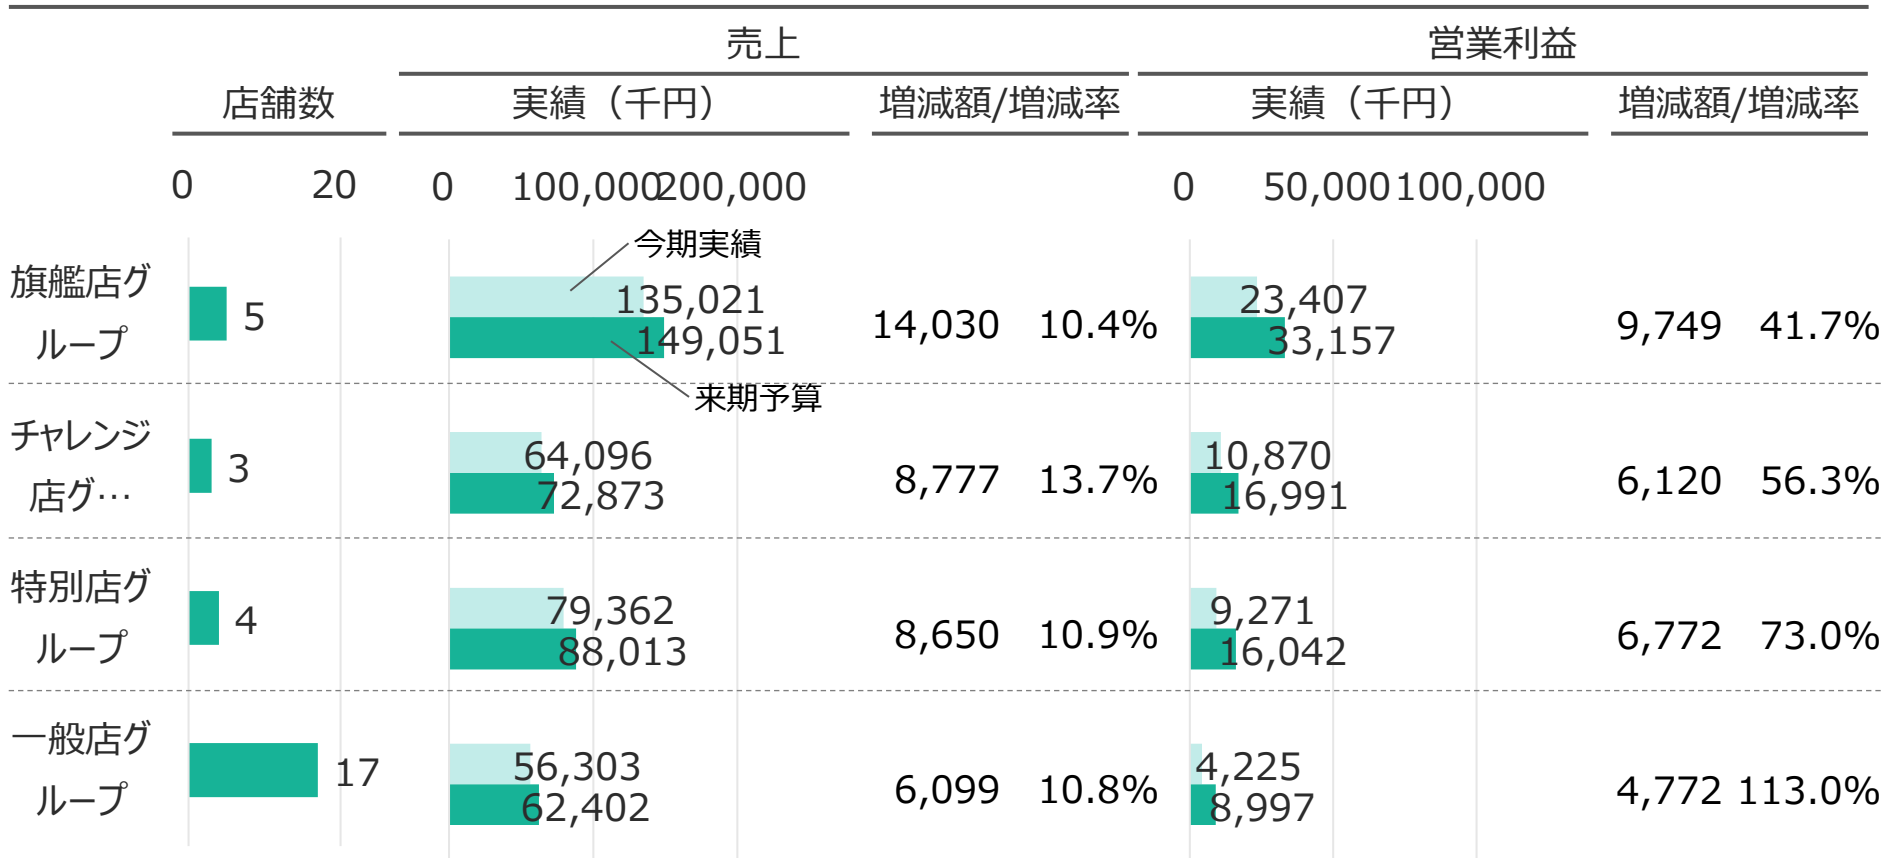 売上 営業利益
店舗数 実績（千円） 増減額/増減率 実績（千円） 増減額/増減率
0 20 0 100,000 200,000 0 50,000 100,000
今期実績
旗艦店グ
ループ
5 135,021 23,407
149,051 14,030 10.4% 33,157 9,749 41.7%
来期予算
チャレンジ
店グ…
3 64,096 10,870
72,873 8,777 13.7% 16,991 6,120 56.3%
特別店グ
ループ
4 79,362 9,271
88,013 8,650 10.9% 16,042 6,772 73.0%
一般店グ
ループ
17 56,303 4,225
62,402 6,099 10.8% 8,997 4,772 113.0%